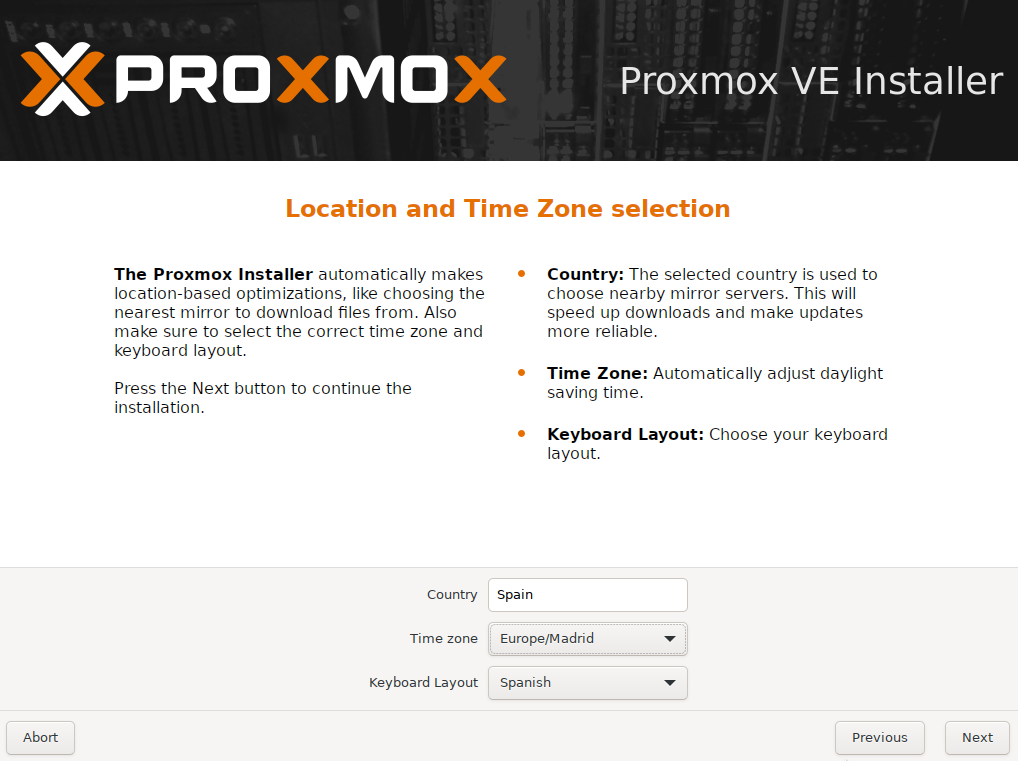 PROXMOX
Proxmox VE Installer
Location and Time Zone selection
The Proxmox Installer automatically makes
location-based optimizations, like choosing the
nearest mirror to download files from. Also
make sure to select the correct time zone and
keyboard layout.
Press the Next button to continue the
installation.
Country: The selected country is used to
choose nearby mirror servers. This will
speed up downloads and make updates
more reliable.
Time Zone: Automatically adjust daylight
saving time.
Keyboard Layout: Choose your keyboard
layout.
Country Spain
Time zone Europe/Madrid
Keyboard Layout Spanish
Abort Previous Next